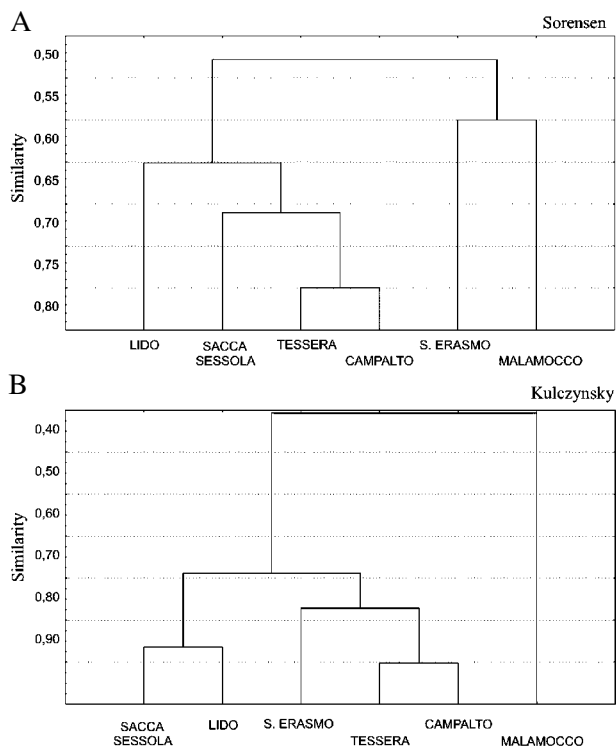 A
Sorensen
0,50
0,55
0,60
0,65
0,70
0,75
0,80
Similarity
LIDO
SACCA
SESSOLA
TESSERA
CAMPALTO
S. ERASMO
MALAMOCCO
B
Kulczynsky
0,40
0,50
0,60
0,70
0,80
0,90
Similarity
SACCA
SESSOLA
LIDO
S. ERASMO
TESSERA
CAMPALTO
MALAMOCCO